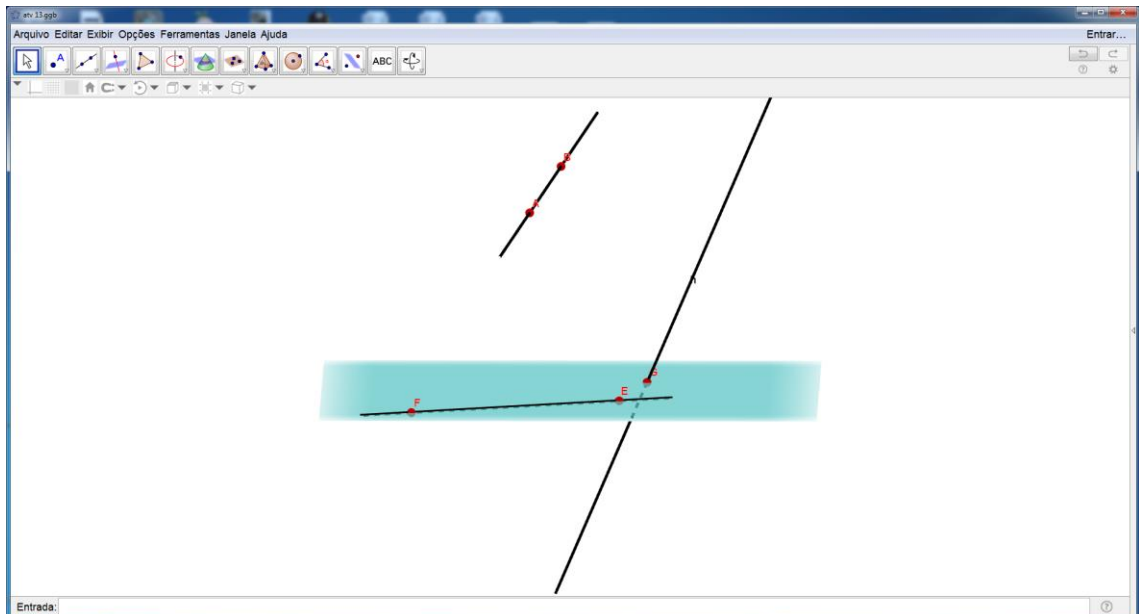 atv 13.ggb
Arquivo Editar Exibir Opções Ferramentas Janela Ajuda Entrar...
A ABC
B
A
G
E
F
Entrada: